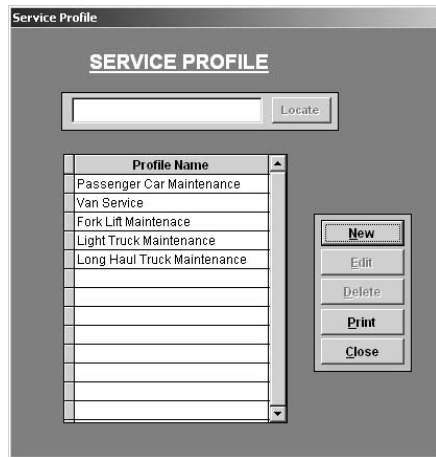 Service Profile
SERVICE PROFILE
Locate
Profile Name
Passenger Car Maintenance
Van Service
Fork Lift Maintenace
Light Truck Maintenance
Long Haul Truck Maintenance
New
Edit
Delete
Print
Close